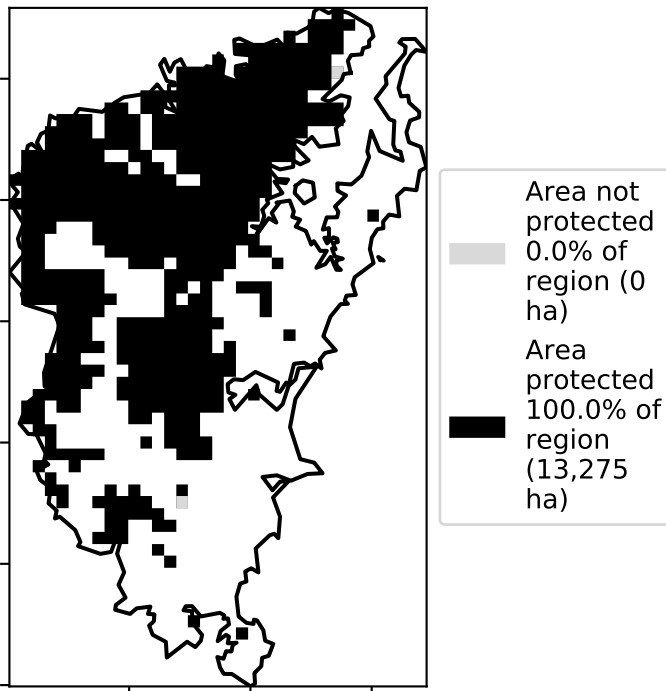 Area not
protected
0.0% of
region (0
ha)
Area
protected
100.0% of
region
(13,275
ha)